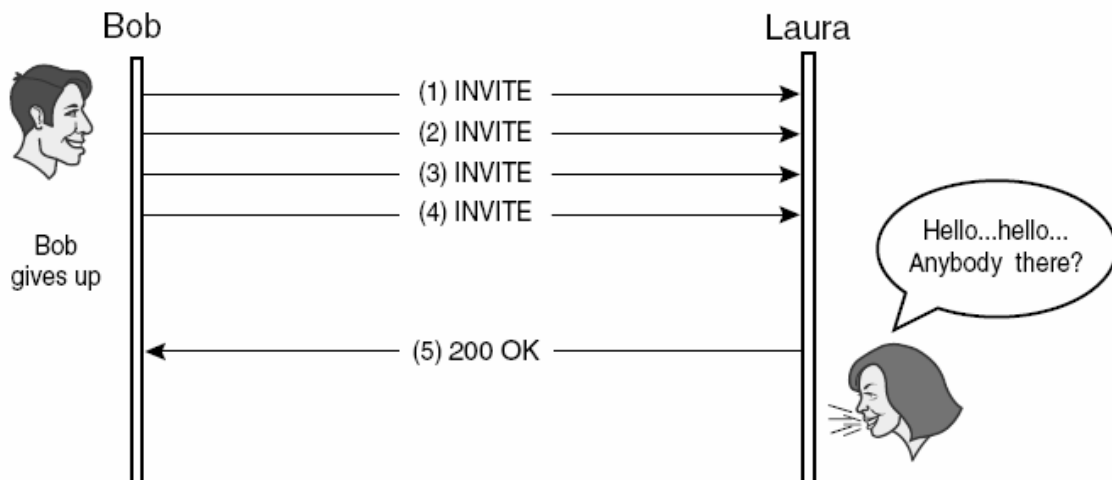 Bob
Laura
(1) INVITE
(2) INVITE
(3) INVITE
(4) INVITE
Bob
gives up
Hello...hello...
Anybody there?
(5) 200 OK